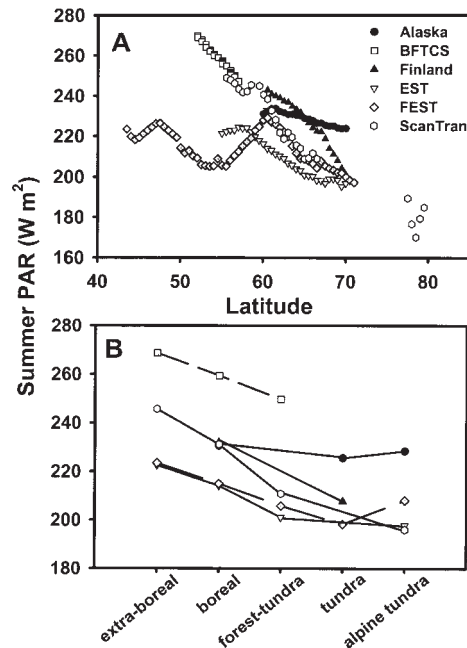 280
260
240
220
200
180
160
A
Alaska
BFTCS
Finland
EST
FEST
ScanTran
40 50 60 70 80
Latitude
Summer PAR (W m²)
280
260
240
220
200
180
B
extra-boreal
boreal
forest-tundra
tundra
alpine tundra